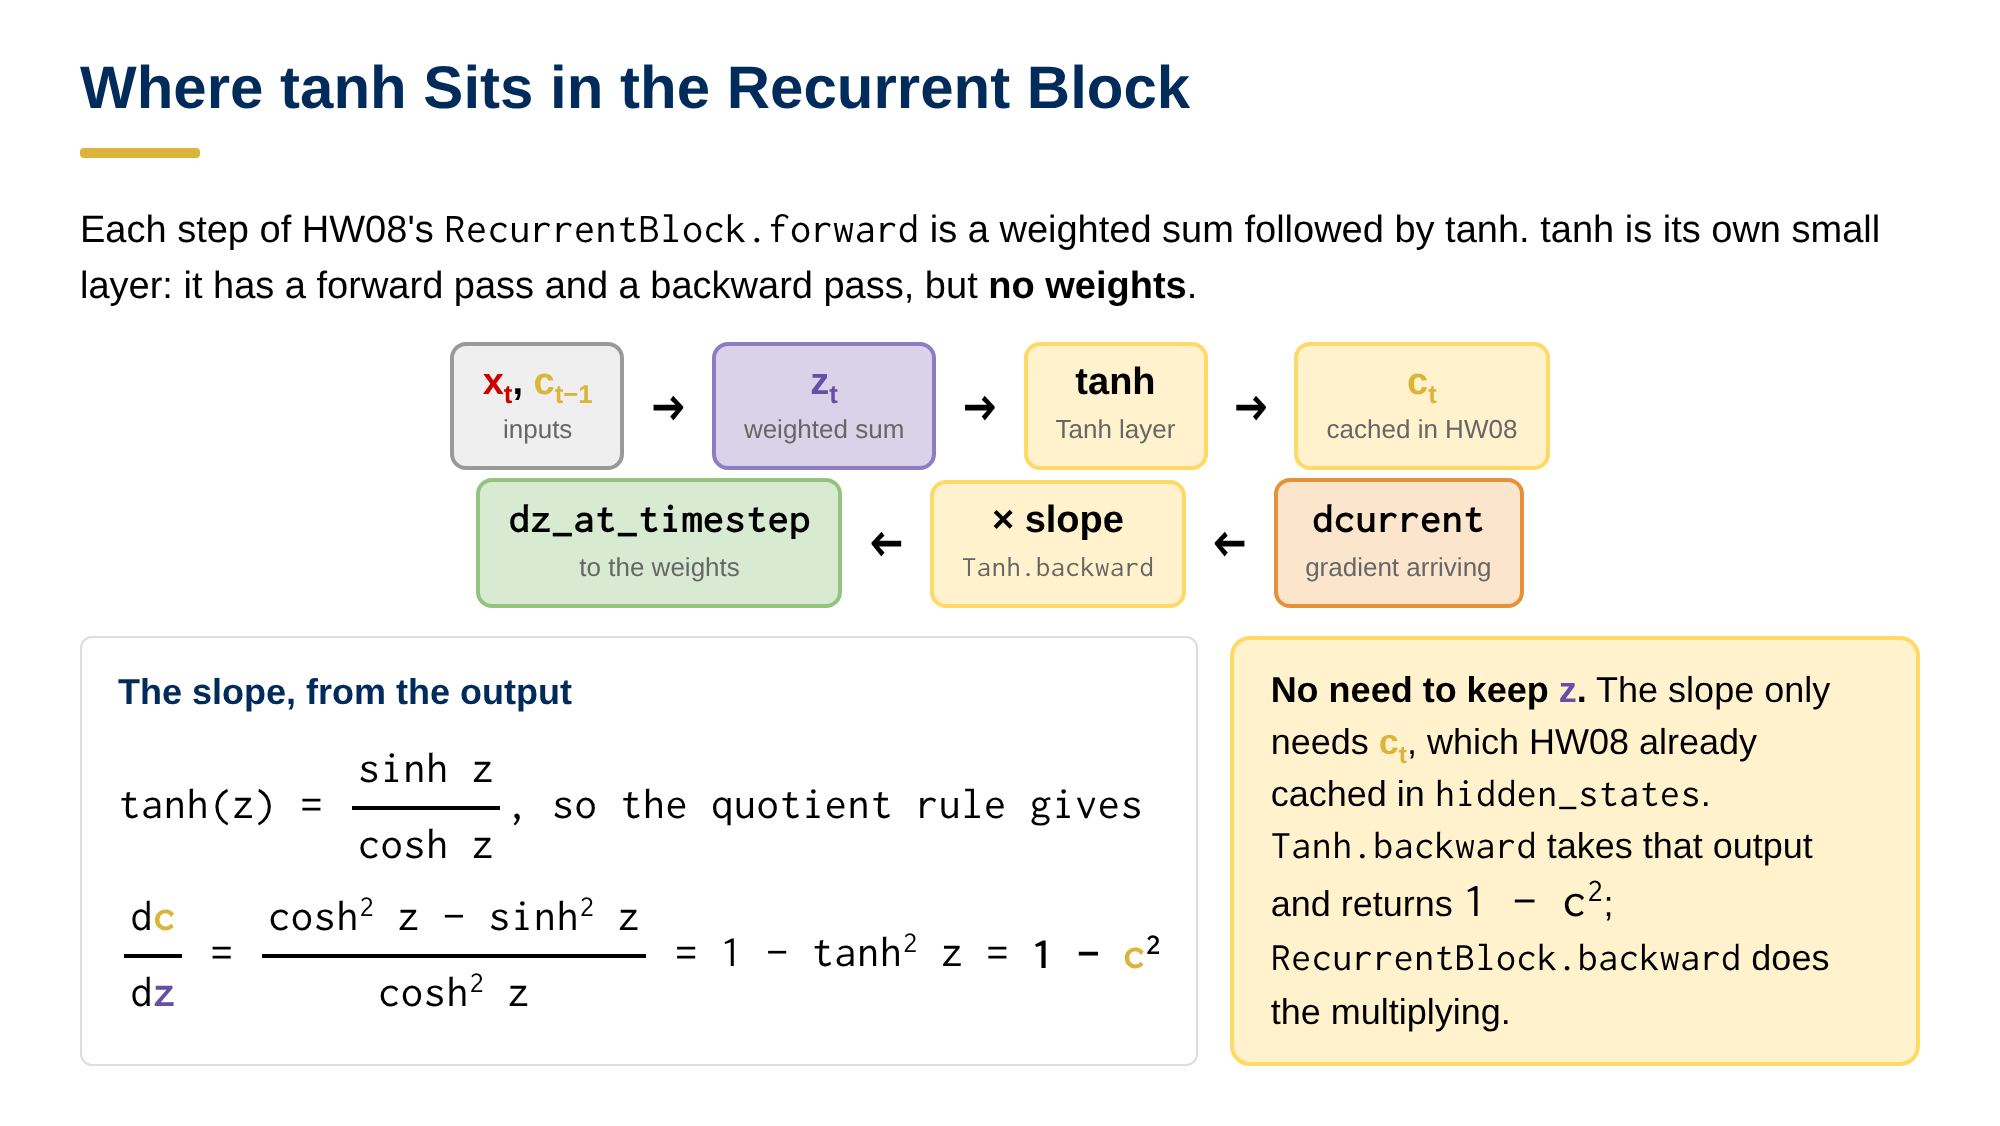 Where tanh Sits in the Recurrent Block
Each step of HW08's RecurrentBlock.forward is a weighted sum followed by tanh. tanh is its own small
layer: it has a forward pass and a backward pass, but no weights.
xₜ, cₜ₋₁ → zₜ → tanh → cₜ
inputs weighted sum Tanh layer cached in HW08
dz_at_timestep ← × slope ← dcurrent
to the weights Tanh.backward gradient arriving
The slope, from the output
sinh z
tanh(z) = , so the quotient rule gives
cosh z
dc cosh² z − sinh² z
= = 1 − tanh² z = 1 − c²
dz cosh² z
No need to keep z. The slope only
needs cₜ, which HW08 already
cached in hidden_states.
Tanh.backward takes that output
and returns 1 − c²;
RecurrentBlock.backward does
the multiplying.